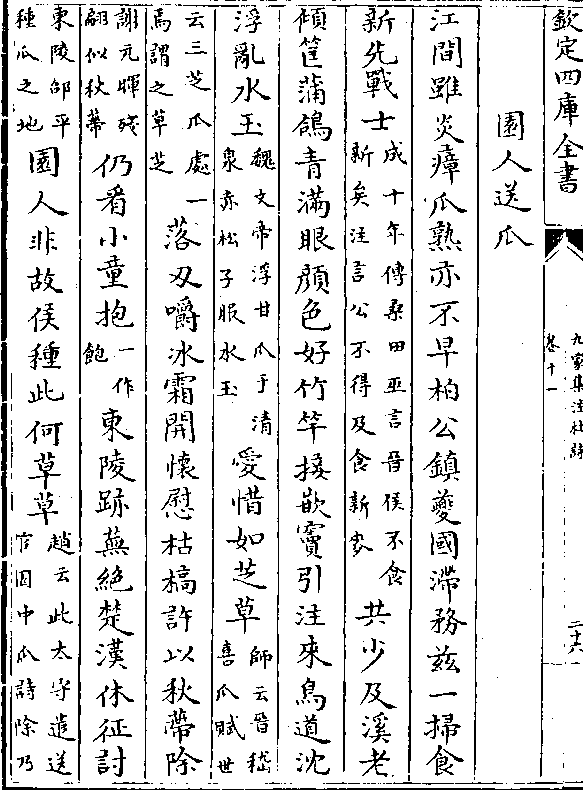 欽定四庫全書
九家集注杜詩
卷十一
二十六
園人送瓜
江間雖炎瘴瓜熟亦不早柏公鎮夔國滯務兹一掃食
新先戰士成十年傳桑田巫言晉侯不食新矣注言公不得及食新麥共少及溪老
傾筐蒲鴿青滿眼顏色好竹竿接嵌竇引注來鳥道沈
浮亂水玉魏文帝浮甘瓜于清泉赤松子服水玉愛惜如芝草師云晉嵇喜瓜賦世
云三芝瓜處一焉謂之草芝落刃嚼冰霜開懷慰枯槁許以秋蔕除
謝元暉殘翮似秋蔕仍看小童抱一作飽東陵跡蕪絶楚漢休征討
東陵邵平種瓜之地園人非故侯種此何草草趙云此太守遣送官園中瓜詩除乃